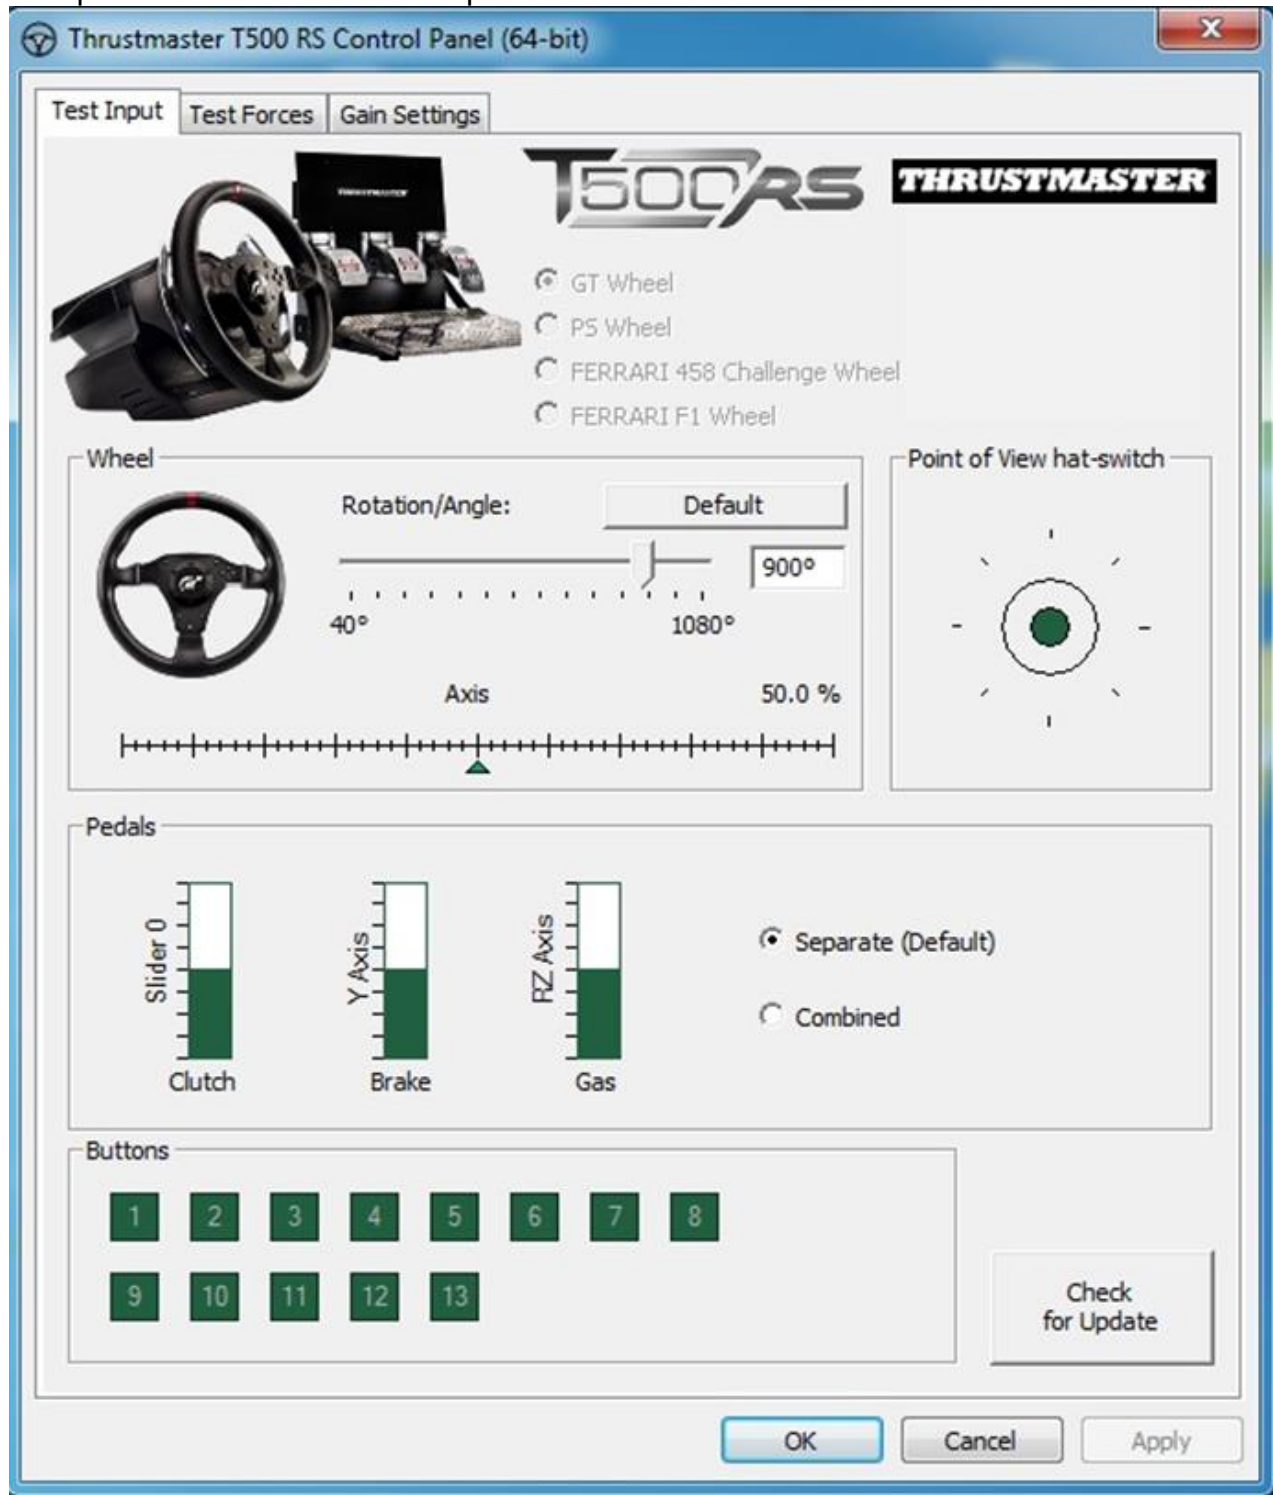 Thrustmaster T500 RS Control Panel (64-bit)
Test Input
Test Forces
Gain Settings
THRUSTMASTER
T500RS
THRUSTMASTER
GT Wheel
PS Wheel
FERRARI 458 Challenge Wheel
FERRARI F1 Wheel
Wheel
Rotation/Angle:
Default
900°
40°
1080°
Axis
50.0 %
Point of View hat-switch
Pedals
Slider 0
Y Axis
RZ Axis
Separate (Default)
Combined
Clutch
Brake
Gas
Buttons
1 2 3 4 5 6 7 8
9 10 11 12 13
Check
for Update
OK
Cancel
Apply